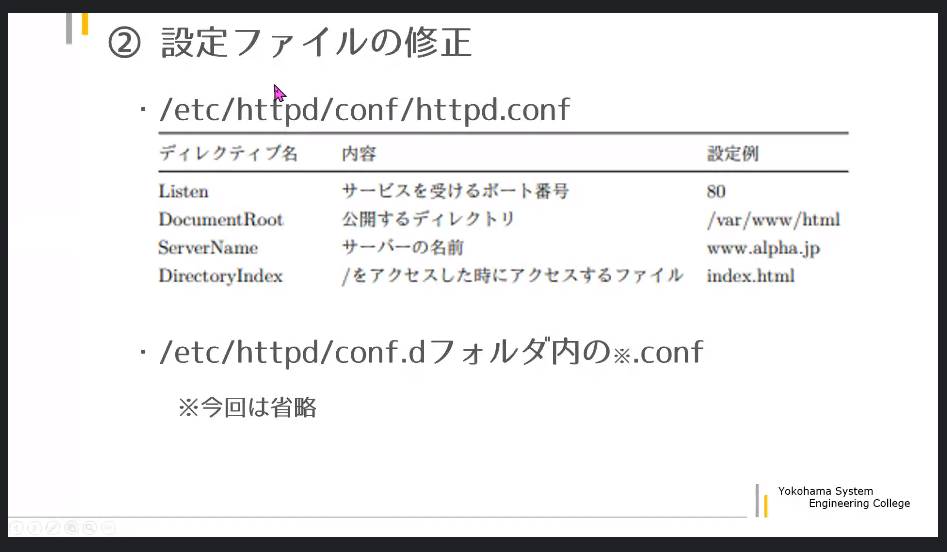 ② 設定ファイルの修正
・/etc/httpd/conf/httpd.conf
ディレクティブ名 内容 設定例
Listen サービスを受けるポート番号 80
DocumentRoot 公開するディレクトリ /var/www/html
ServerName サーバーの名前 www.alpha.jp
DirectoryIndex /をアクセスした時にアクセスするファイル index.html
・/etc/httpd/conf.dフォルダ内の※.conf
※今回は省略
Yokohama System
Engineering College